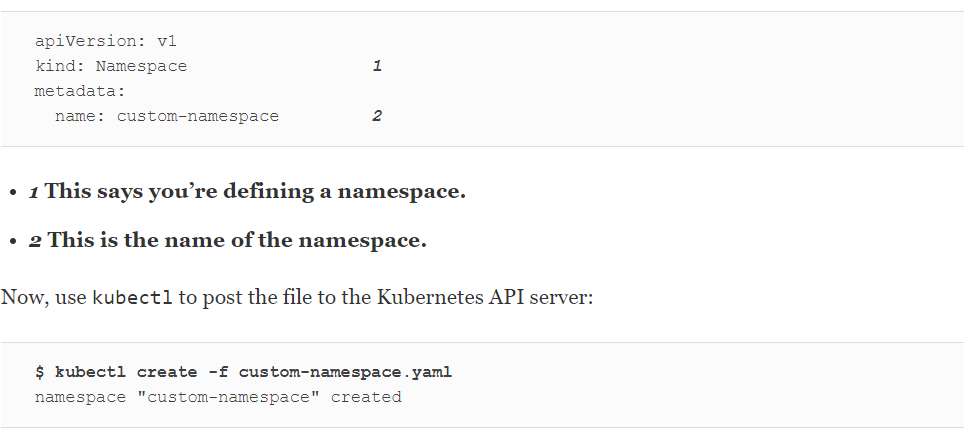 apiVersion: v1
kind: Namespace 1
metadata:
  name: custom-namespace 2
• 1 This says you’re defining a namespace.
• 2 This is the name of the namespace.
Now, use kubectl to post the file to the Kubernetes API server:
$ kubectl create -f custom-namespace.yaml
namespace "custom-namespace" created